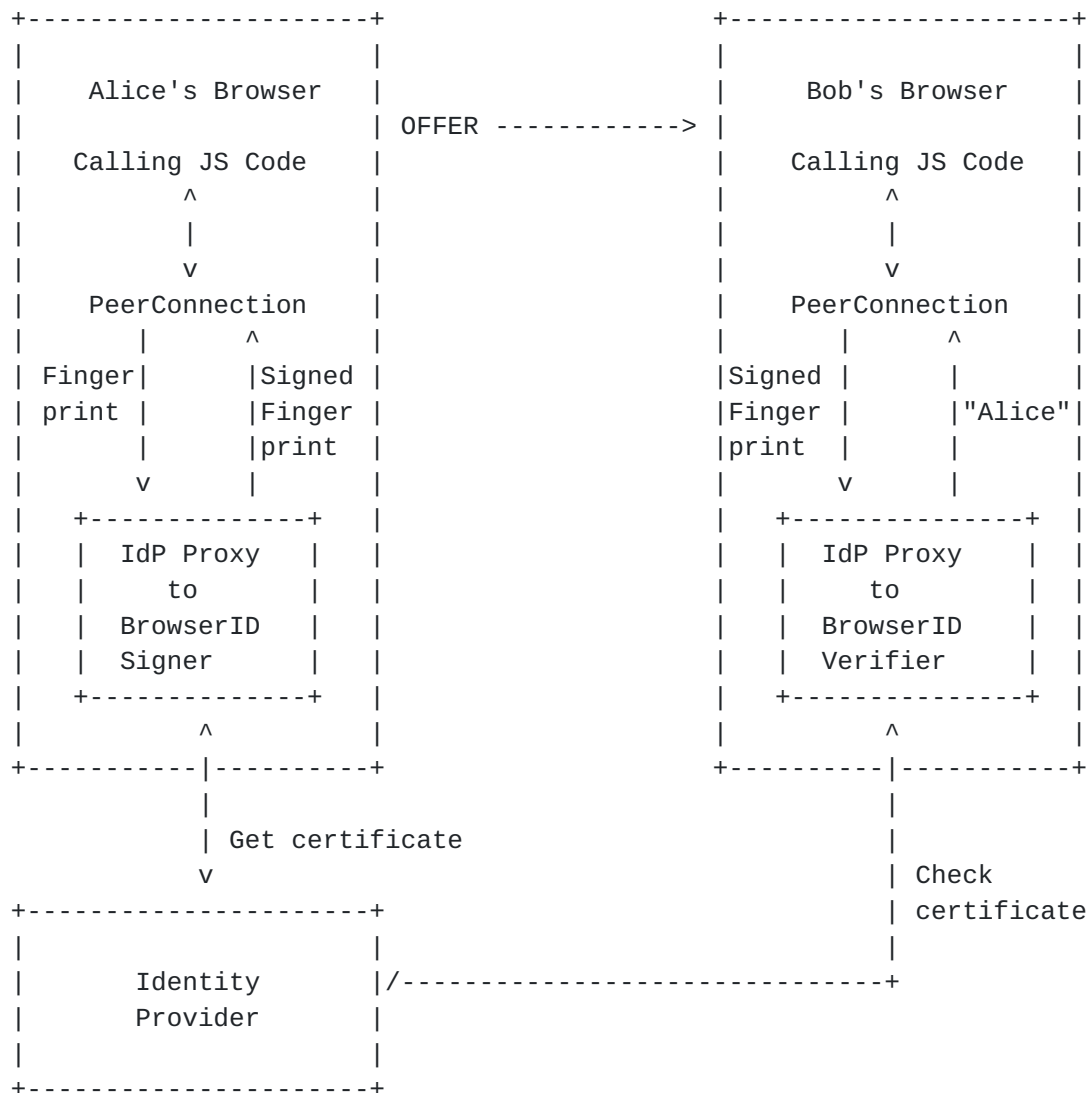 Alice's Browser Bob's Browser
OFFER ------------>
Calling JS Code Calling JS Code
PeerConnection PeerConnection
Finger Signed Signed
print Finger Finger "Alice"
print print
IdP Proxy IdP Proxy
to to
BrowserID BrowserID
Signer Verifier
Get certificate
Check
certificate
Identity
Provider